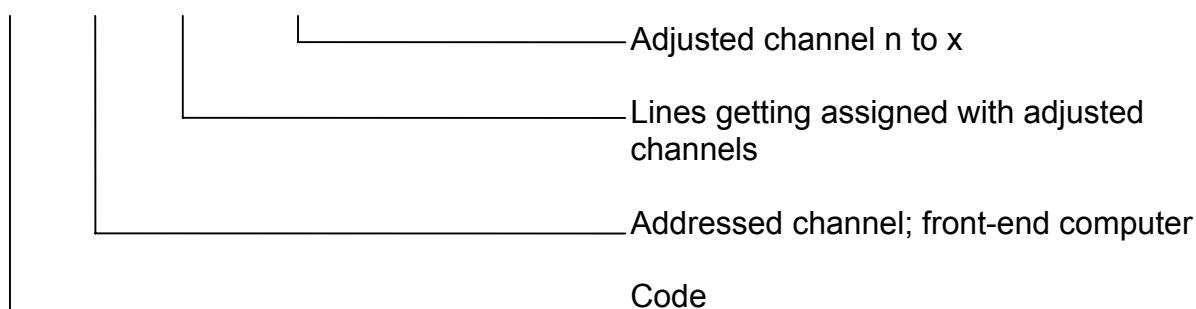 Adjusted channel n to x
Lines getting assigned with adjusted
channels
Addressed channel; front-end computer
Code